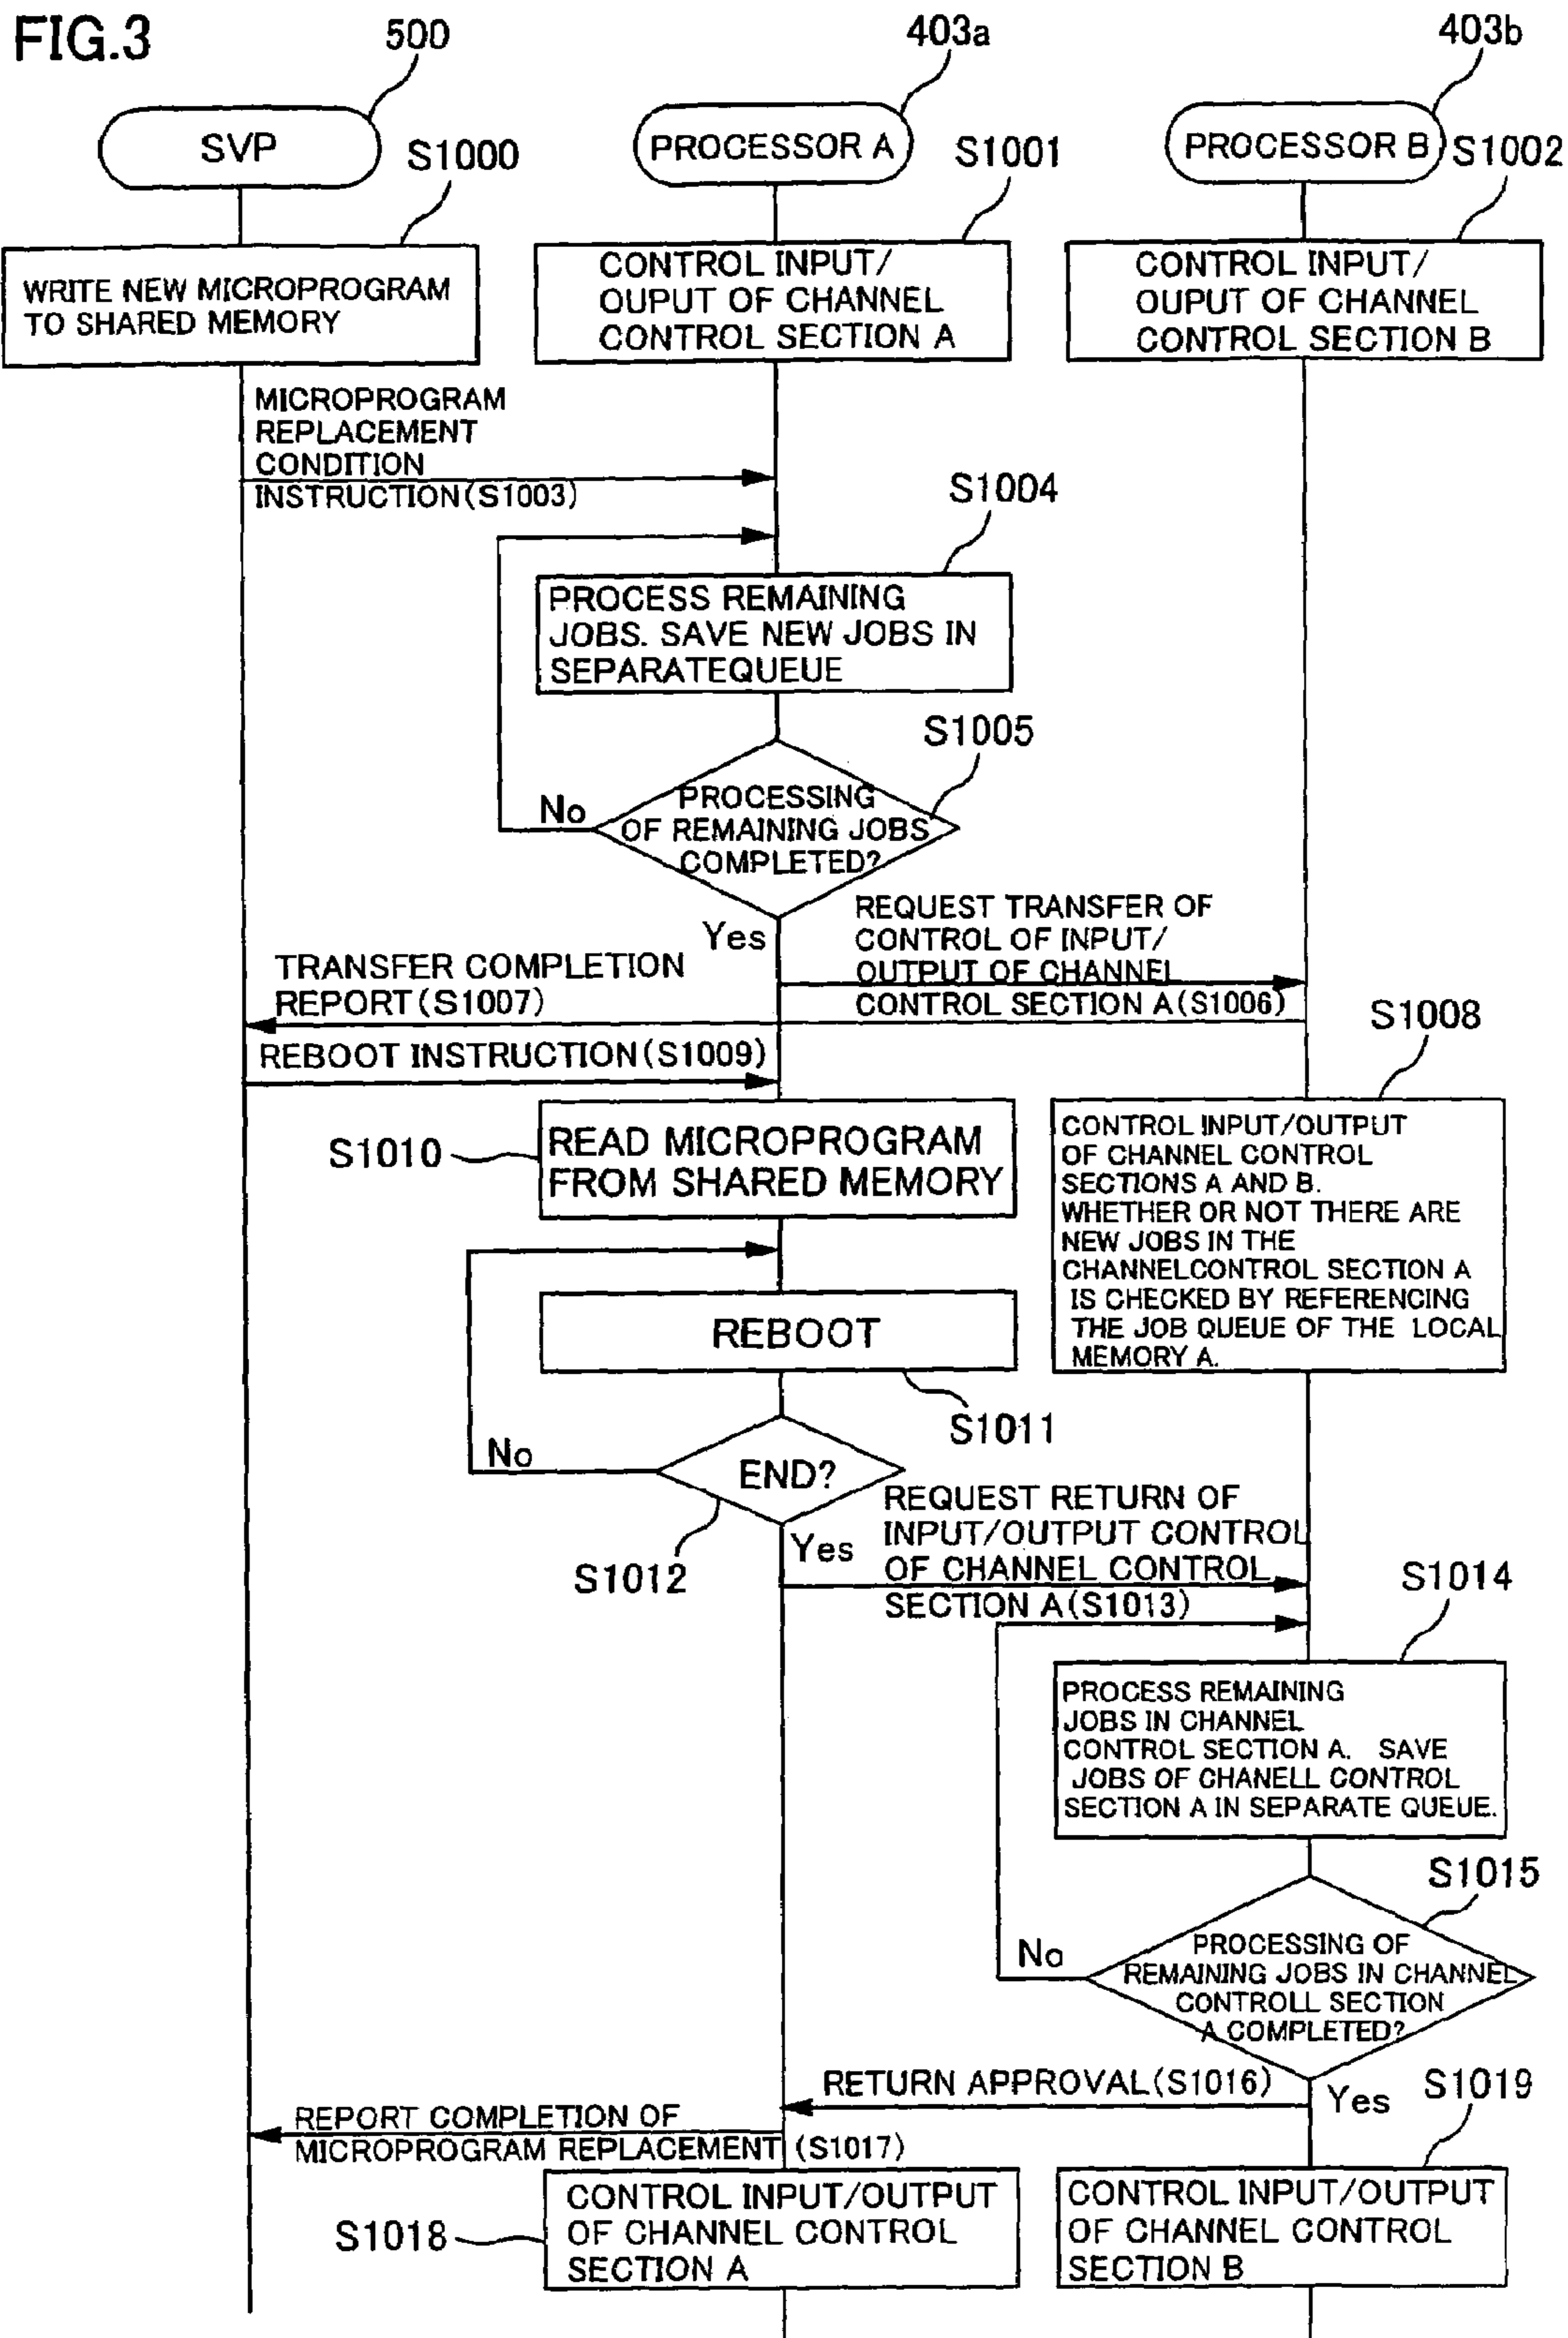 FIG.3
500
403a
403b
SVP
PROCESSOR A
PROCESSOR B
S1000
S1001
S1002
WRITE NEW MICROPROGRAM
TO SHARED MEMORY
CONTROL INPUT/
OUPUT OF CHANNEL
CONTROL SECTION A
CONTROL INPUT/
OUPUT OF CHANNEL
CONTROL SECTION B
MICROPROGRAM
REPLACEMENT
CONDITION
INSTRUCTION(S1003)
S1004
PROCESS REMAINING
JOBS. SAVE NEW JOBS IN
SEPARATEQUEUE
S1005
PROCESSING
OF REMAINING JOBS
COMPLETED?
No
Yes
REQUEST TRANSFER OF
CONTROL OF INPUT/
OUTPUT OF CHANNEL
CONTROL SECTION A(S1006)
TRANSFER COMPLETION
REPORT(S1007)
REBOOT INSTRUCTION(S1009)
S1008
CONTROL INPUT/OUTPUT
OF CHANNEL CONTROL
SECTIONS A AND B.
WHETHER OR NOT THERE ARE
NEW JOBS IN THE
CHANNELCONTROL SECTION A
IS CHECKED BY REFERENCING
THE JOB QUEUE OF THE LOCAL
MEMORY A.
S1010
READ MICROPROGRAM
FROM SHARED MEMORY
REBOOT
S1011
No
END?
S1012
Yes
REQUEST RETURN OF
INPUT/OUTPUT CONTROL
OF CHANNEL CONTROL
SECTION A(S1013)
S1014
PROCESS REMAINING
JOBS IN CHANNEL
CONTROL SECTION A. SAVE
JOBS OF CHANELL CONTROL
SECTION A IN SEPARATE QUEUE.
S1015
No
PROCESSING OF
REMAINING JOBS IN CHANNEL
CONTROLL SECTION
A COMPLETED?
Yes
RETURN APPROVAL(S1016)
S1019
REPORT COMPLETION OF
MICROPROGRAM REPLACEMENT (S1017)
S1018
CONTROL INPUT/OUTPUT
OF CHANNEL CONTROL
SECTION A
CONTROL INPUT/OUTPUT
OF CHANNEL CONTROL
SECTION B